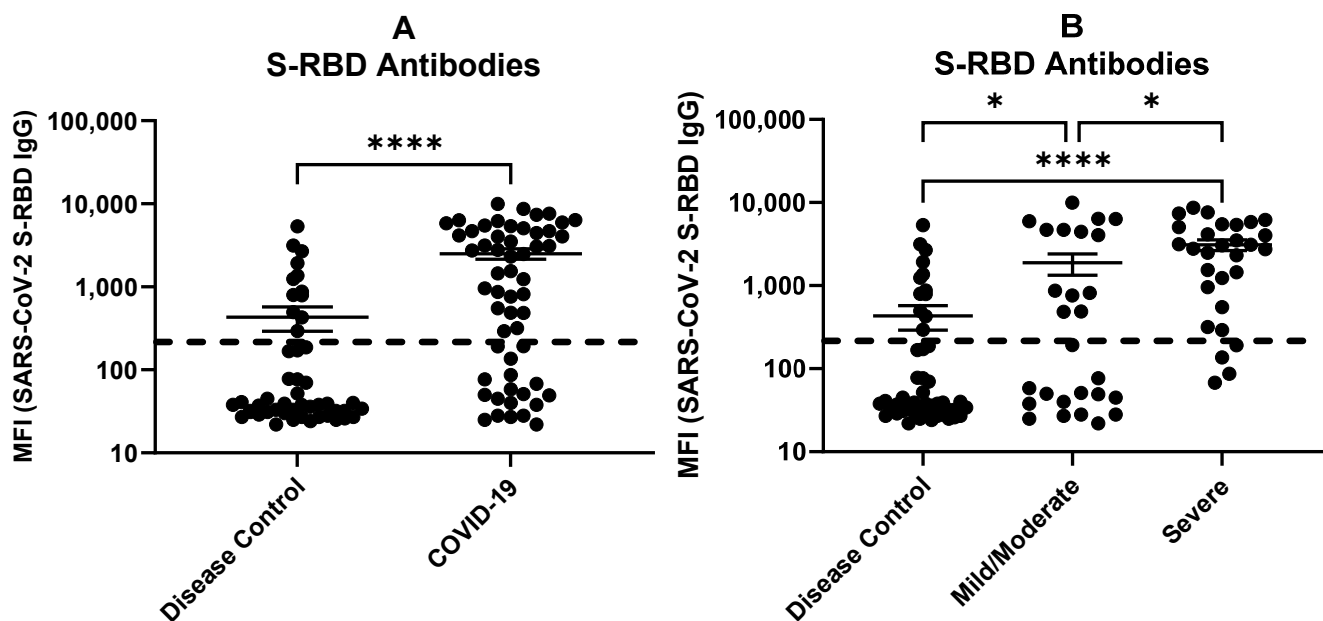 A
S-RBD Antibodies
MFI (SARS-CoV-2 S-RBD IgG)
100,000
10,000
1,000
100
10
****
Disease Control
COVID-19
B
S-RBD Antibodies
MFI (SARS-CoV-2 S-RBD IgG)
100,000
10,000
1,000
100
10
* *
****
Disease Control
Mild/Moderate
Severe